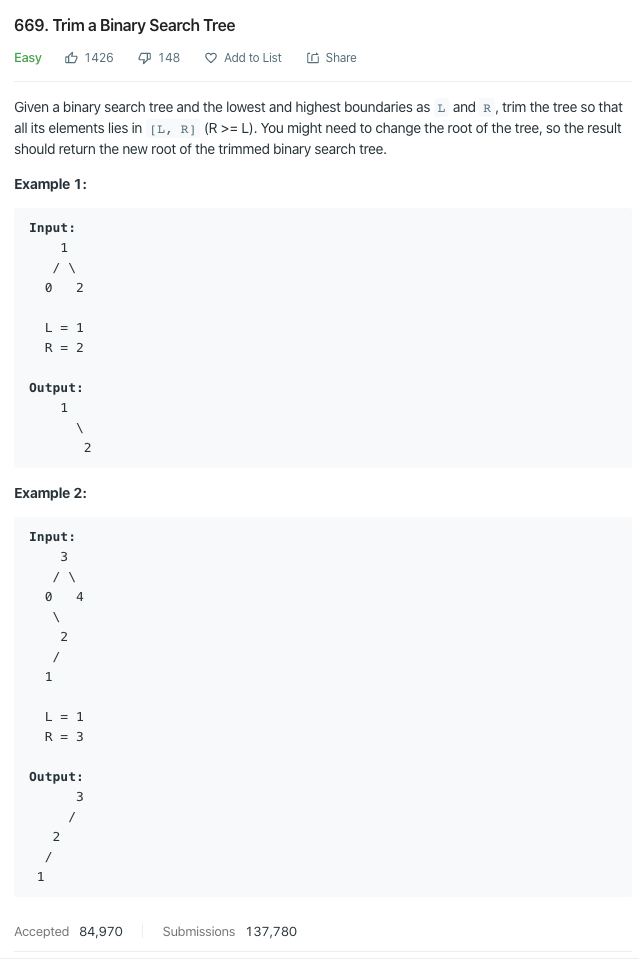 669. Trim a Binary Search Tree
Easy 1426 148 Add to List Share
Given a binary search tree and the lowest and highest boundaries as L and R, trim the tree so that
all its elements lies in [L, R] (R >= L). You might need to change the root of the tree, so the result
should return the new root of the trimmed binary search tree.
Example 1:
Input:
    1
   / \
  0   2

  L = 1
  R = 2

Output:
    1
      \
       2
Example 2:
Input:
    3
   / \
  0   4
   \
    2
   /
  1

  L = 1
  R = 3

Output:
      3
     /
   2
  /
 1
Accepted 84,970 Submissions 137,780